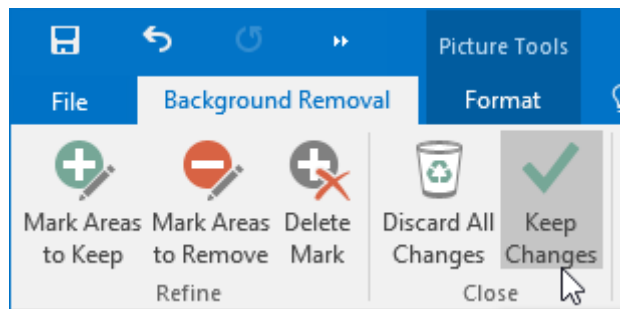 Picture Tools
File Background Removal Format
Mark Areas Mark Areas Delete Discard All Keep
to Keep to Remove Mark Changes Changes
Refine Close